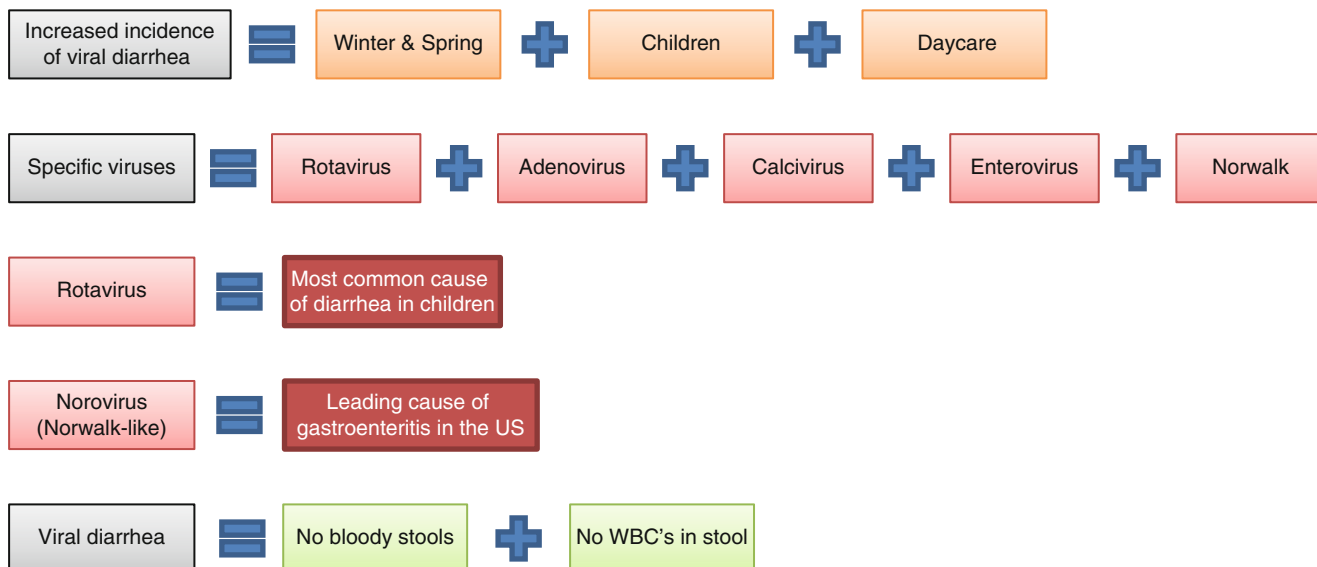 Increased incidence
of viral diarrhea
Winter & Spring
Children
Daycare
Specific viruses
Rotavirus
Adenovirus
Calcivirus
Enterovirus
Norwalk
Rotavirus
Most common cause
of diarrhea in children
Norovirus
(Norwalk-like)
Leading cause of
gastroenteritis in the US
Viral diarrhea
No bloody stools
No WBC's in stool